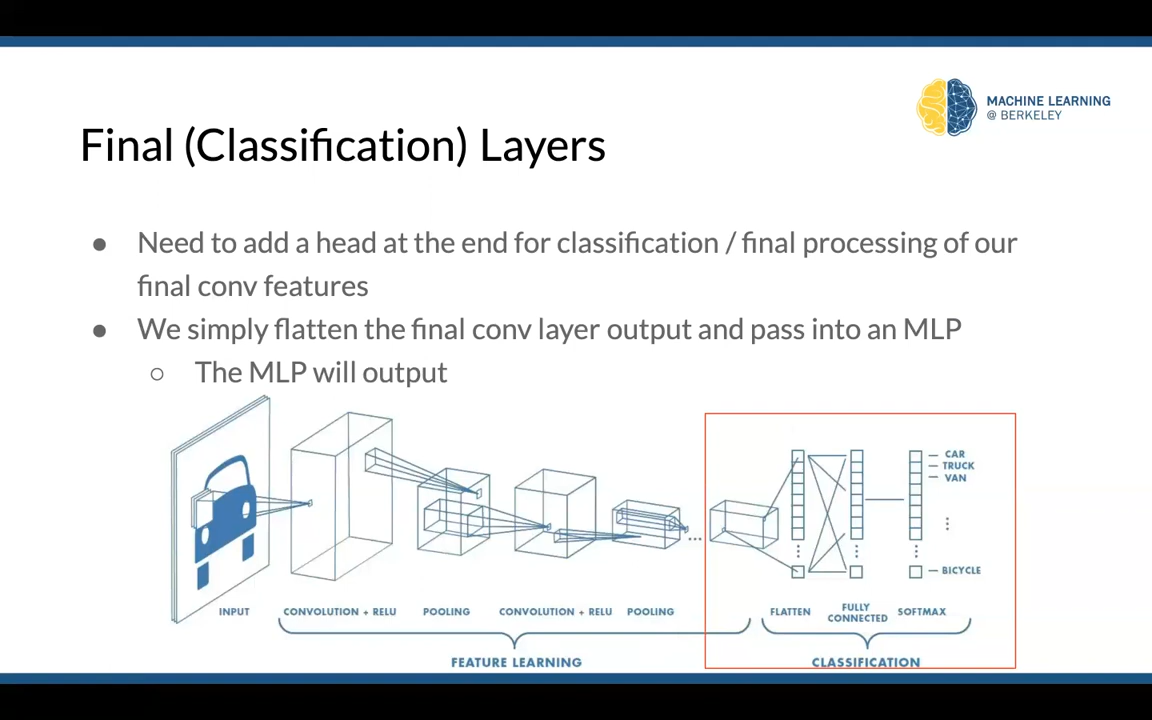 MACHINE LEARNING
@ BERKELEY
Final (Classification) Layers
● Need to add a head at the end for classification / final processing of our
final conv features
● We simply flatten the final conv layer output and pass into an MLP
○ The MLP will output
CAR
TRUCK
VAN
BICYCLE
INPUT
CONVOLUTION + RELU
POOLING
CONVOLUTION + RELU
POOLING
...
FLATTEN
FULLY
CONNECTED
SOFTMAX
FEATURE LEARNING
CLASSIFICATION